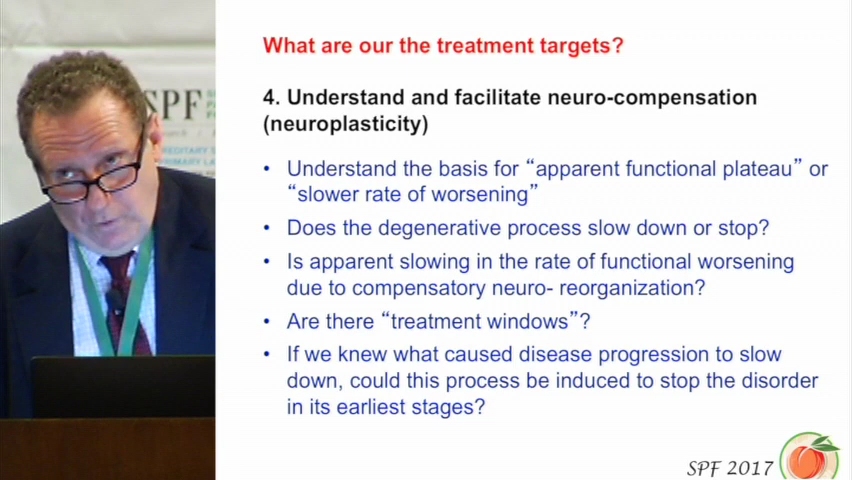 What are our the treatment targets?
4. Understand and facilitate neuro-compensation
(neuroplasticity)
• Understand the basis for “apparent functional plateau” or
“slower rate of worsening”
• Does the degenerative process slow down or stop?
• Is apparent slowing in the rate of functional worsening
due to compensatory neuro- reorganization?
• Are there “treatment windows”?
• If we knew what caused disease progression to slow
down, could this process be induced to stop the disorder
in its earliest stages?
SPF 2017
SPF